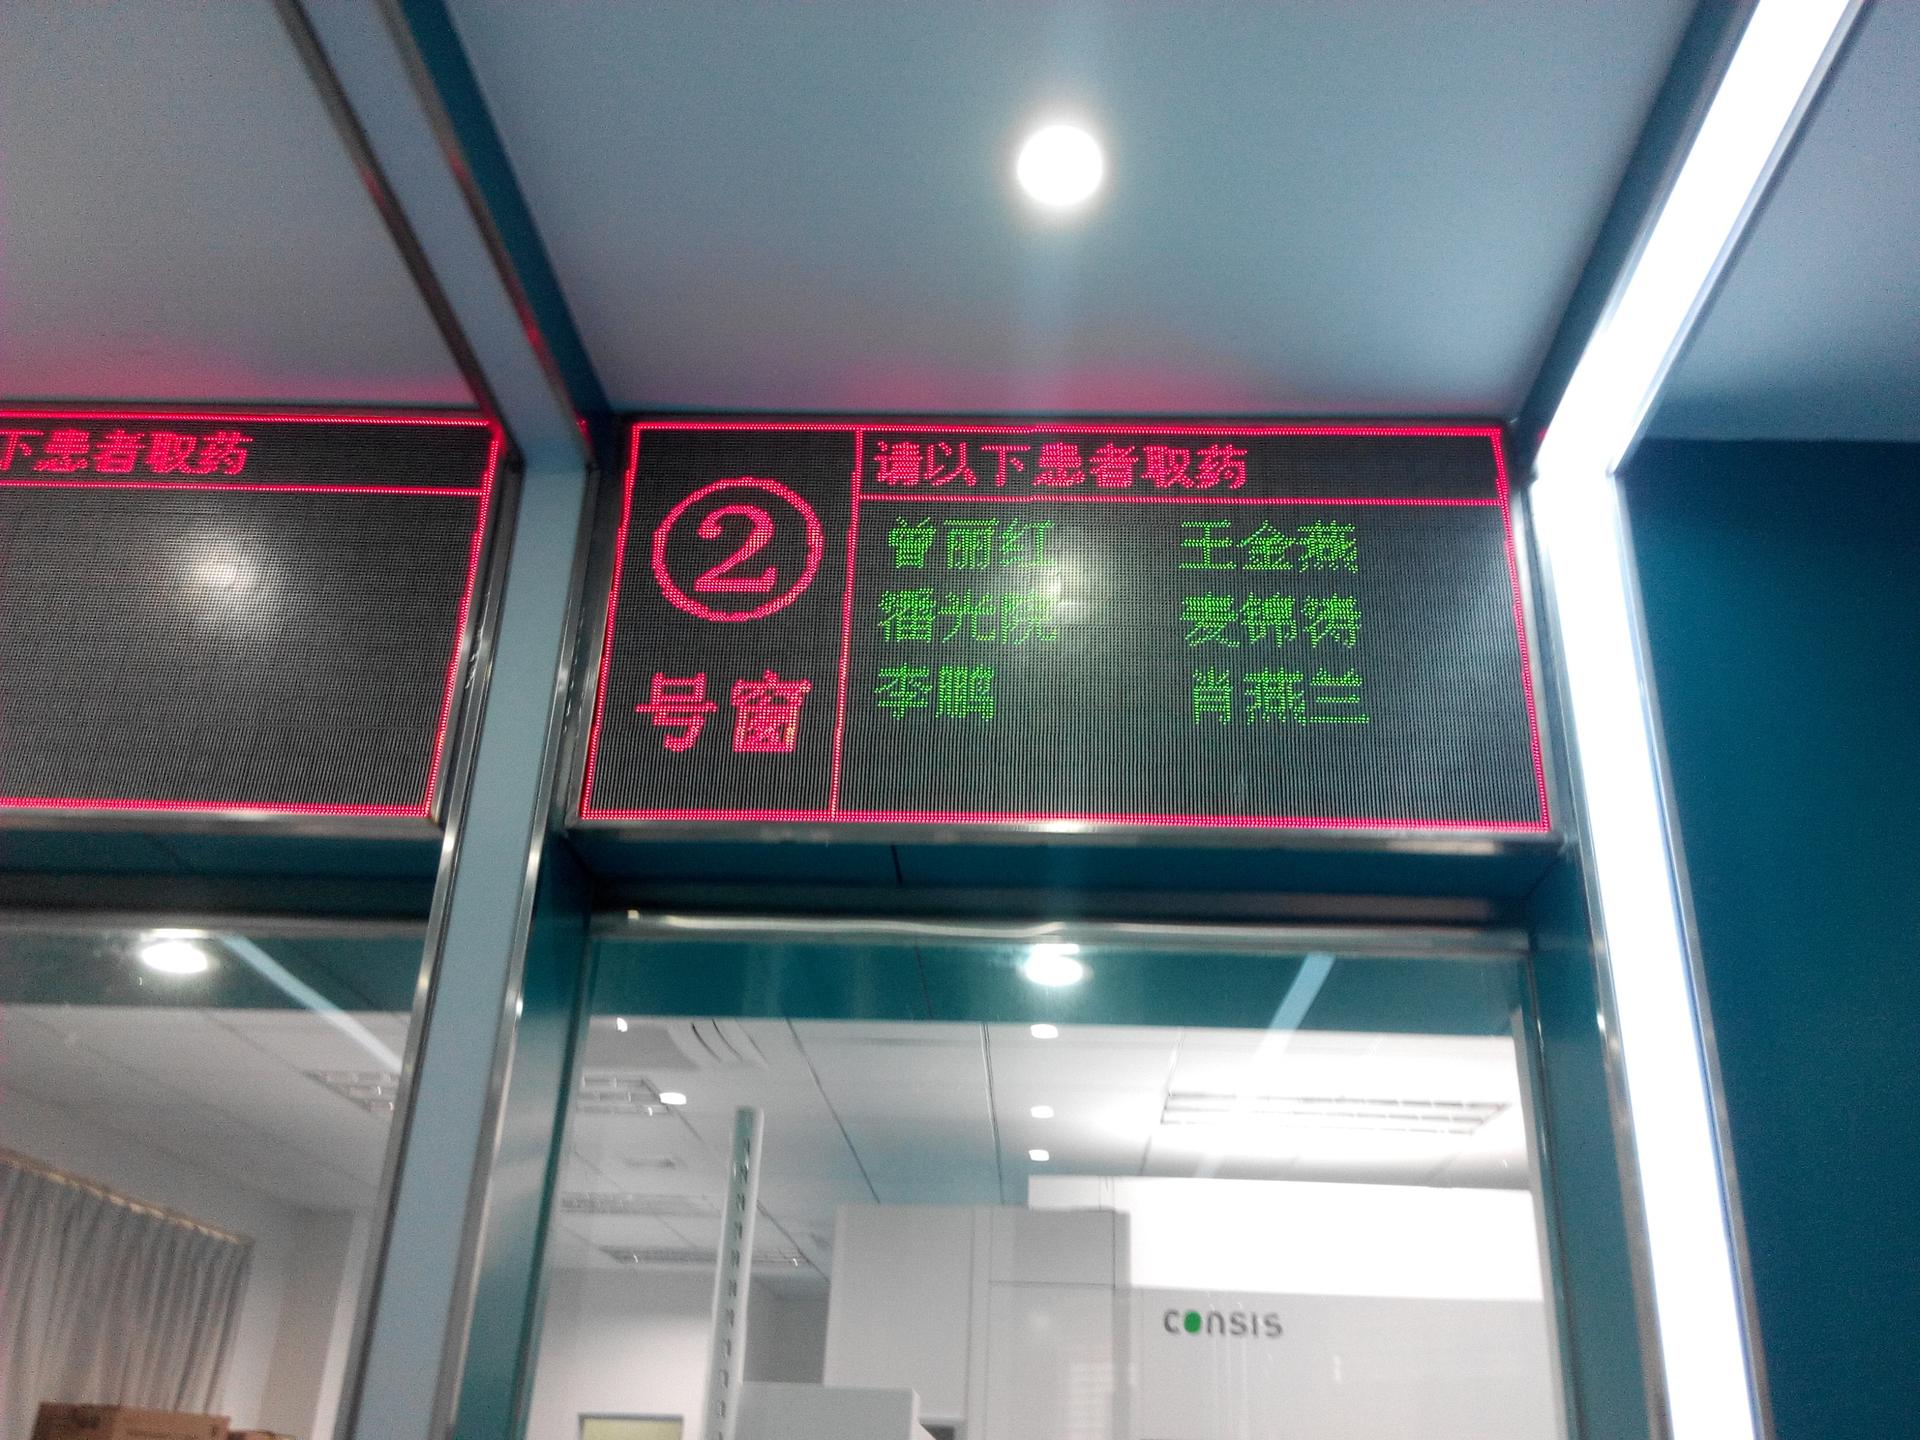 下患者取药
②
号窗
请以下患者取药
曾丽红 王金燕
潘光院 麦锦涛
李鹏 肖燕兰
CONSIS